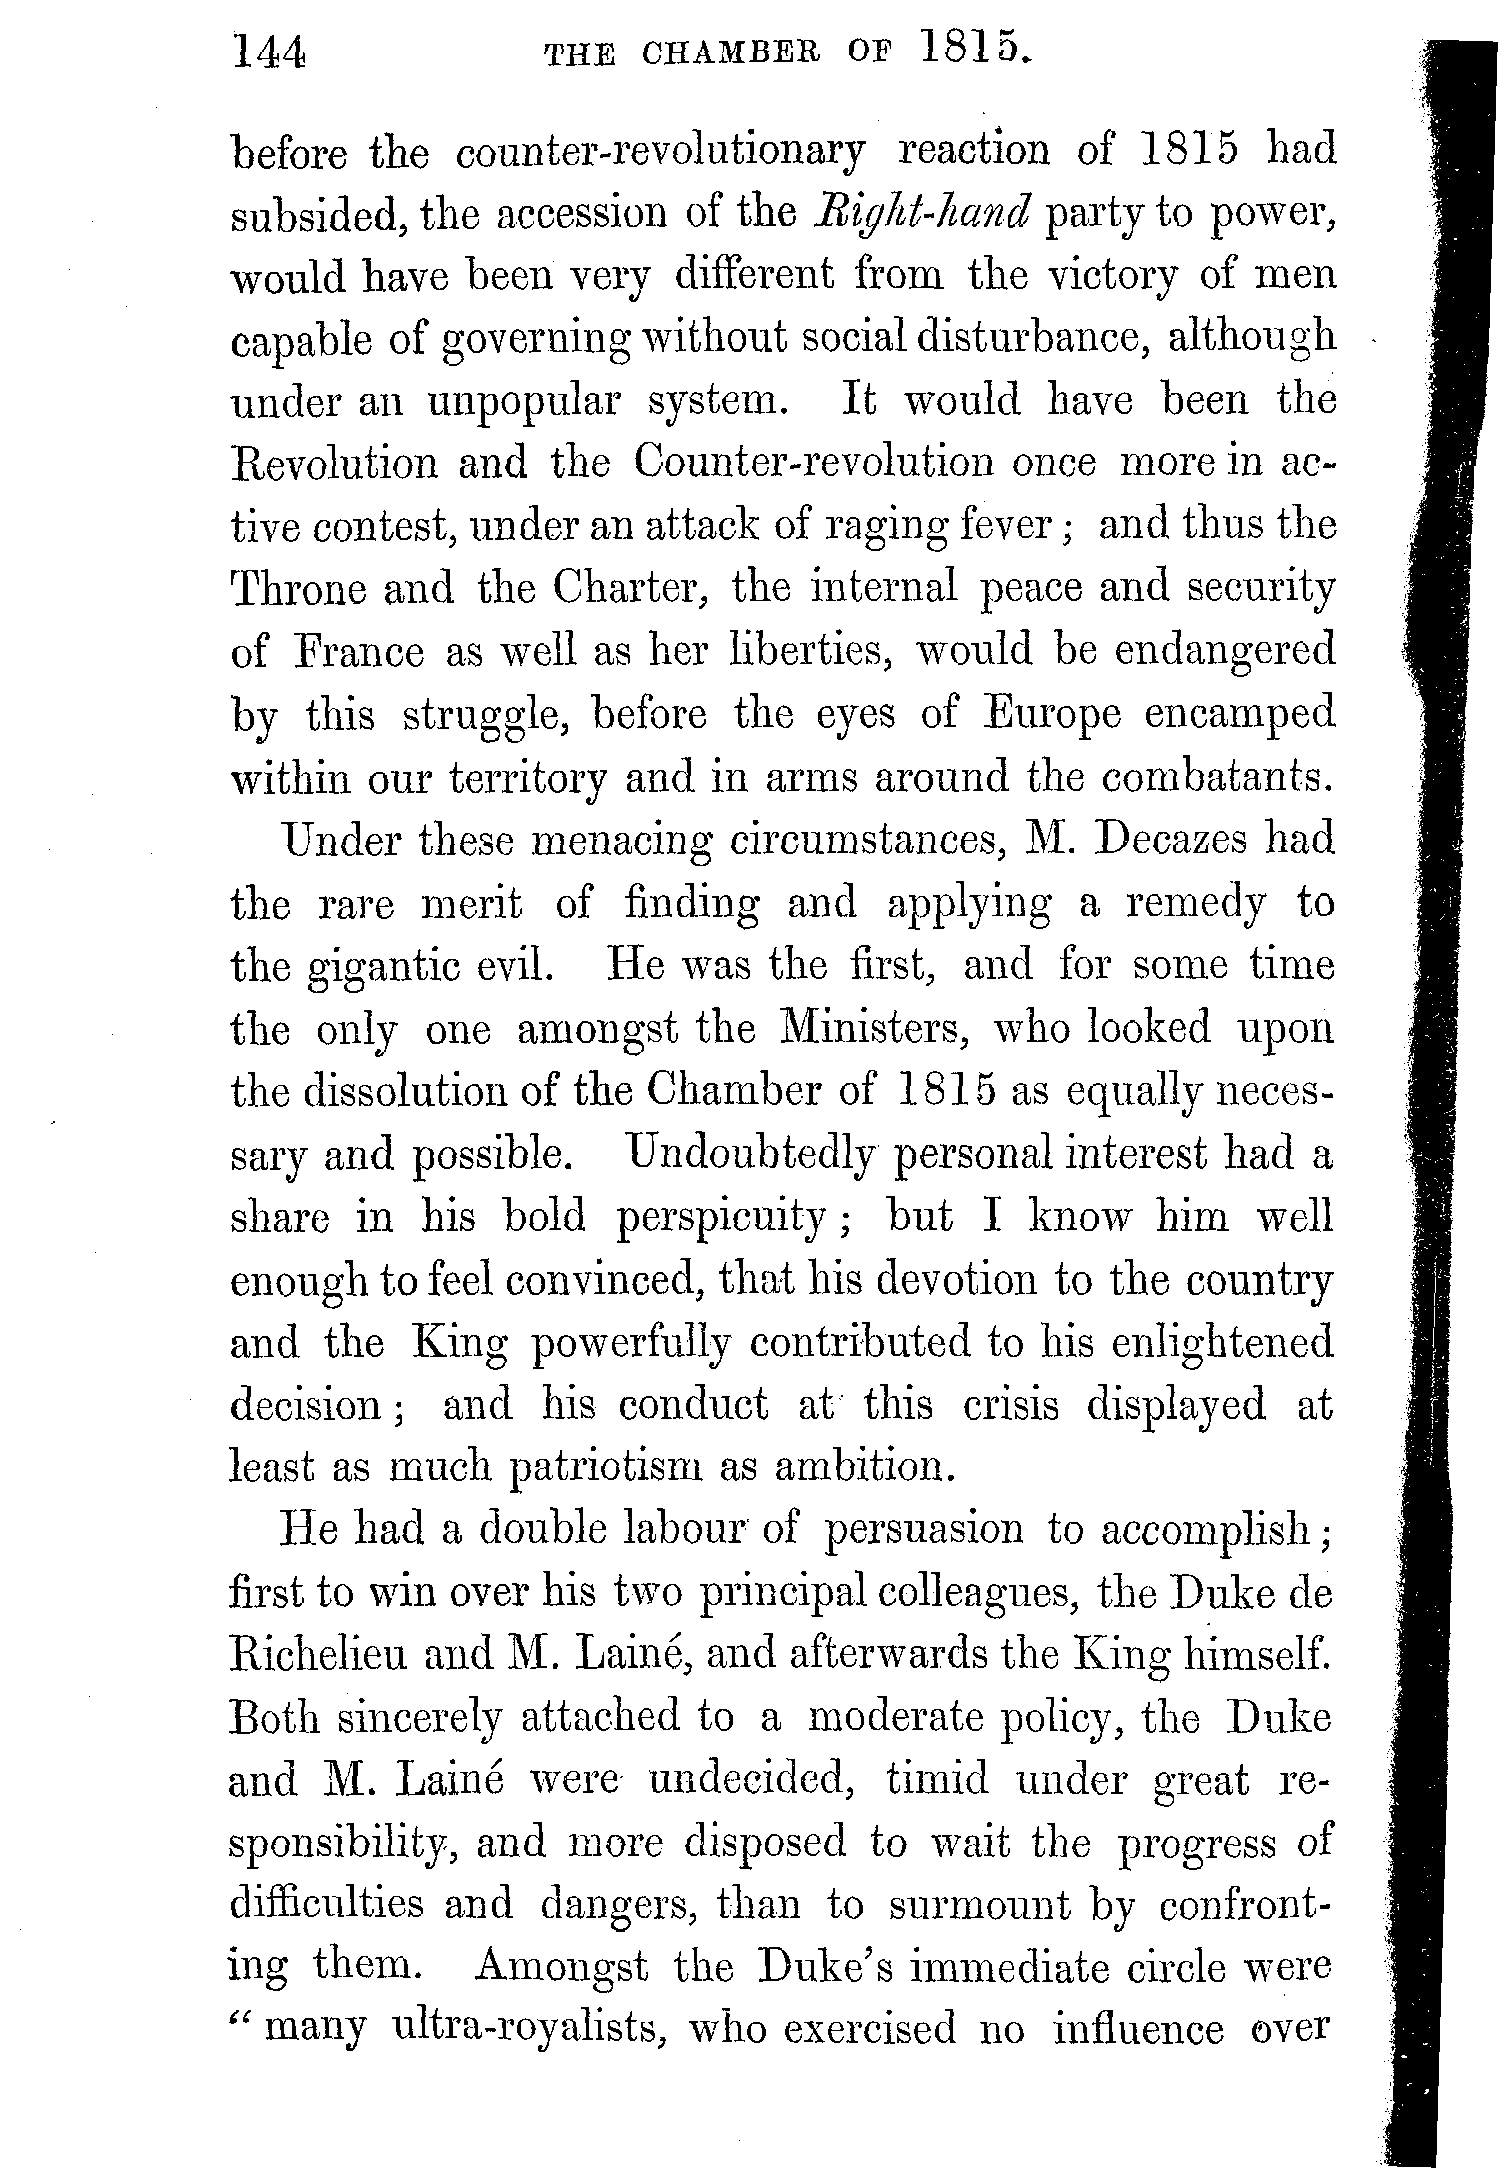 144 THE CHAMBER OF 1815.
before the counter-revolutionary reaction of 1815 had
subsided, the accession of the Right-hand party to power,
would have been very different from the victory of men
capable of governing without social disturbance, although
under an unpopular system. It would have been the
Revolution and the Counter-revolution once more in ac-
tive contest, under an attack of raging fever; and thus the
Throne and the Charter, the internal peace and security
of France as well as her liberties, would be endangered
by this struggle, before the eyes of Europe encamped
within our territory and in arms around the combatants.
Under these menacing circumstances, M. Decazes had
the rare merit of finding and applying a remedy to
the gigantic evil. He was the first, and for some time
the only one amongst the Ministers, who looked upon
the dissolution of the Chamber of 1815 as equally neces-
sary and possible. Undoubtedly personal interest had a
share in his bold perspicuity; but I know him well
enough to feel convinced, that his devotion to the country
and the King powerfully contributed to his enlightened
decision; and his conduct at this crisis displayed at
least as much patriotism as ambition.
He had a double labour of persuasion to accomplish;
first to win over his two principal colleagues, the Duke de
Richelieu and M. Lainé, and afterwards the King himself.
Both sincerely attached to a moderate policy, the Duke
and M. Lainé were undecided, timid under great re-
sponsibility, and more disposed to wait the progress of
difficulties and dangers, than to surmount by confront-
ing them. Amongst the Duke's immediate circle were
“ many ultra-royalists, who exercised no influence over